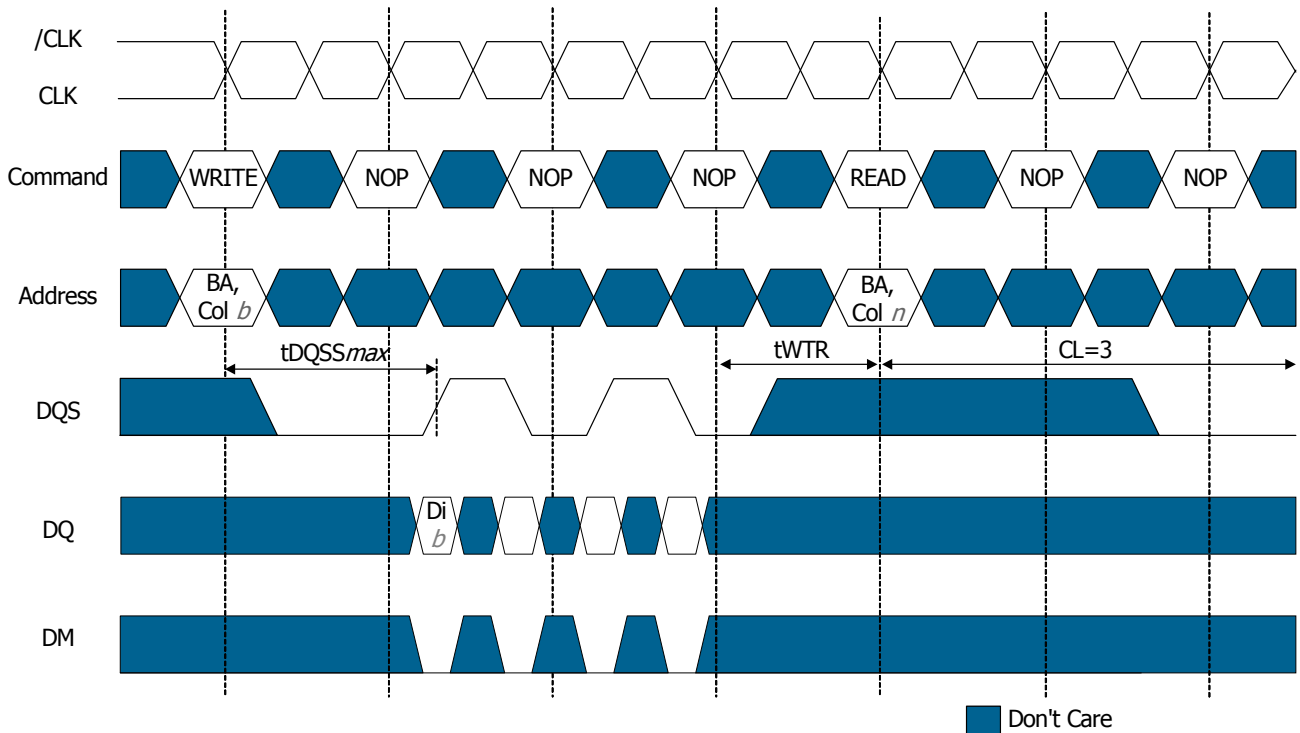 /CLK
CLK
Command
WRITE
NOP
NOP
NOP
READ
NOP
NOP
Address
BA,
Col b
BA,
Col n
tDQSSmax
tWTR
CL=3
DQS
DQ
Di
b
DM
Don't Care